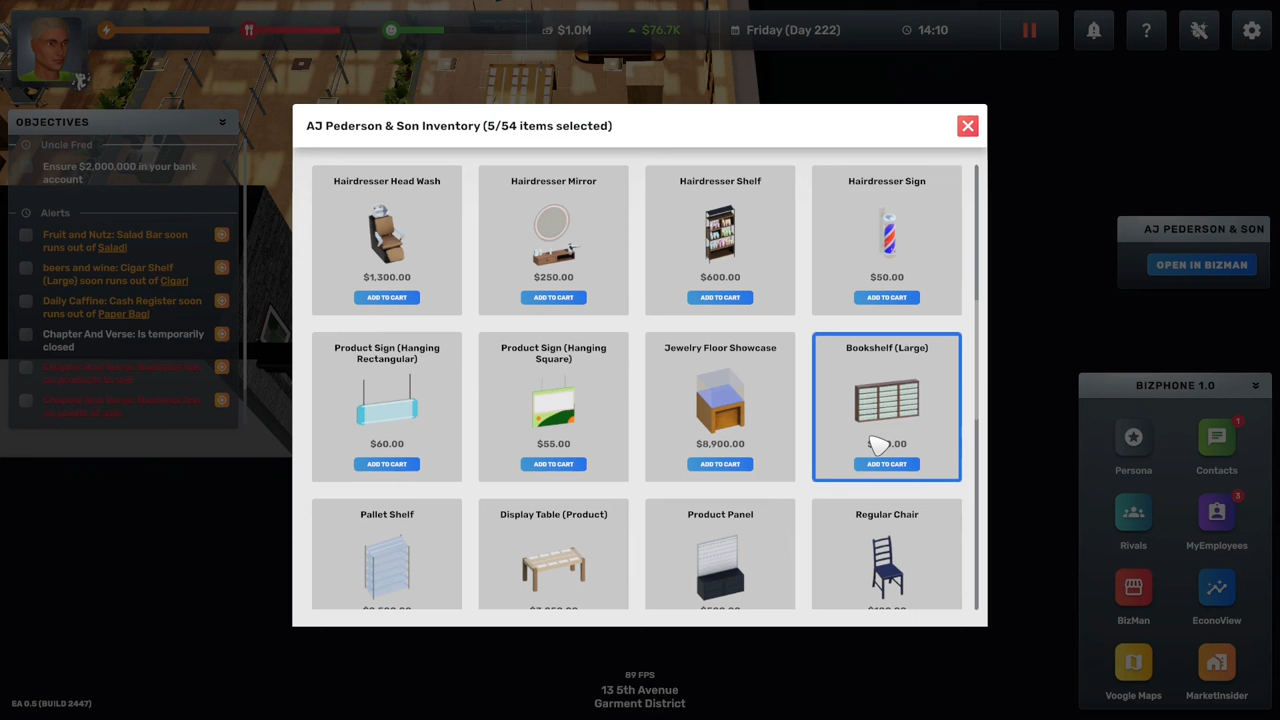 $1.0M
$76.7K
Friday (Day 222)
14:10
?
OBJECTIVES
Uncle Fred
Ensure $2,000,000 in your bank
account
Alerts
Fruit and Nutz: Salad Bar soon
runs out of Salad!
beers and wine: Cigar Shelf
(Large) soon runs out of Cigar!
Daily Caffine: Cash Register soon
runs out of Paper Bag!
Chapter And Verse: Is temporarily
closed
AJ Pederson & Son Inventory (5/54 items selected)
Hairdresser Head Wash
$1,300.00
ADD TO CART
Hairdresser Mirror
$250.00
ADD TO CART
Hairdresser Shelf
$600.00
ADD TO CART
Hairdresser Sign
$50.00
ADD TO CART
Product Sign (Hanging
Rectangular)
$60.00
ADD TO CART
Product Sign (Hanging
Square)
$55.00
ADD TO CART
Jewelry Floor Showcase
$8,900.00
ADD TO CART
Bookshelf (Large)
ADD TO CART
Pallet Shelf
Display Table (Product)
Product Panel
Regular Chair
AJ PEDERSON & SON
OPEN IN BIZMAN
BIZPHONE 1.0
Persona
1
Contacts
Rivals
3
MyEmployees
BizMan
EconoView
Voogle Maps
MarketInsider
89 FPS
13 5th Avenue
Garment District
EA 0.5 (BUILD 2447)